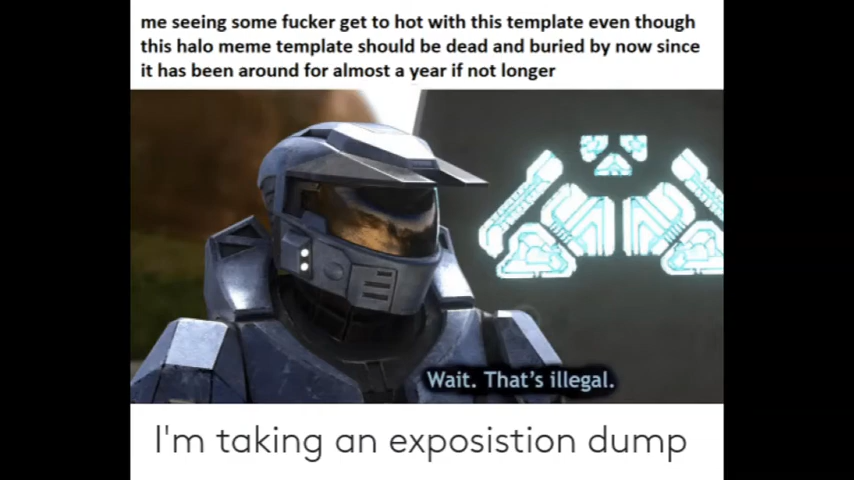 me seeing some fucker get to hot with this template even though
this halo meme template should be dead and buried by now since
it has been around for almost a year if not longer
Wait. That's illegal.
I'm taking an exposistion dump